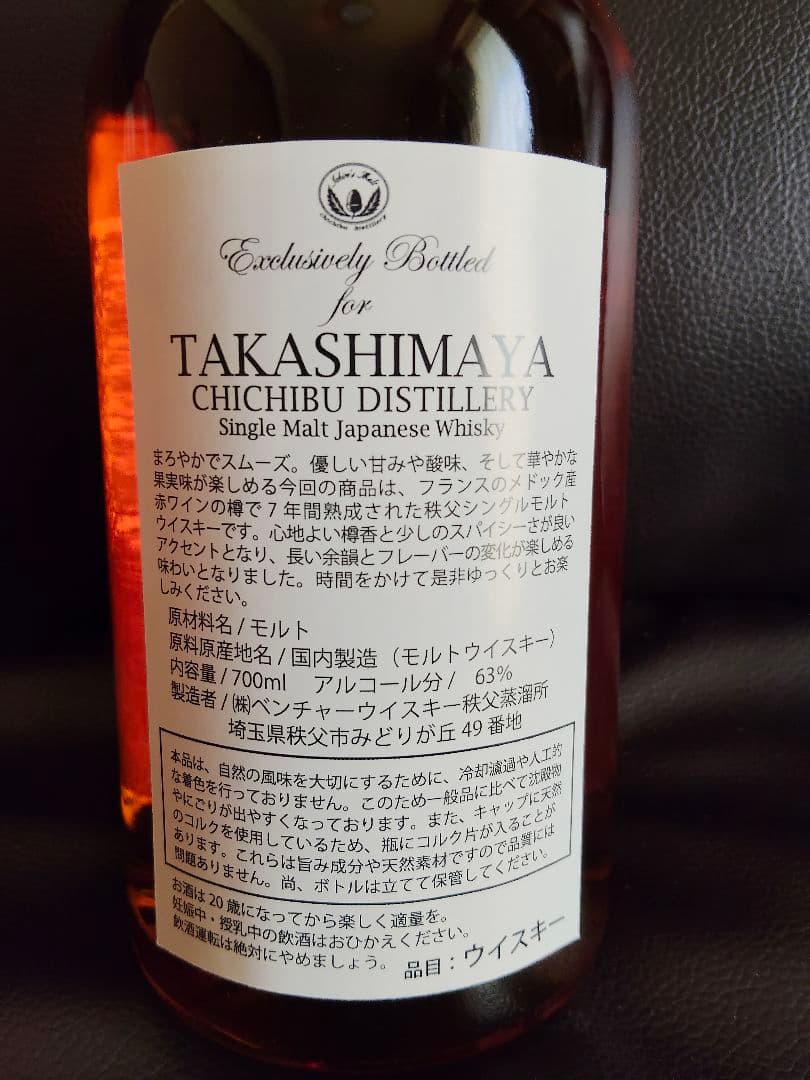 Ichiro's Malt
Chichibu Distillery
Exclusively Bottled
for
TAKASHIMAYA
CHICHIBU DISTILLERY
Single Malt Japanese Whisky
まろやかでスムーズ。優しい甘みや酸味、そして華やかな
果実味が楽しめる今回の商品は、フランスのメドック産
赤ワインの樽で7年間熟成された秩父シングルモルト
ウイスキーです。心地よい樽香と少しのスパイシーさが良い
アクセントとなり、長い余韻とフレーバーの変化が楽しめる
味わいとなりました。時間をかけて是非ゆっくりとお楽
しみください。
原材料名/モルト
原料原産地名/国内製造（モルトウイスキー）
内容量/700ml　アルコール分/　63%
製造者/㈱ベンチャーウイスキー秩父蒸溜所
埼玉県秩父市みどりが丘49番地
本品は、自然の風味を大切にするために、冷却濾過や人工的
な着色を行っておりません。このため一般品に比べて沈殿物
やにごりが出やすくなっております。また、キャップに天然
のコルクを使用しているため、瓶にコルク片が入ることが
あります。これらは旨み成分や天然素材ですので品質には
問題ありません。尚、ボトルは立てて保管してください。
お酒は20歳になってから楽しく適量を。
妊娠中・授乳中の飲酒はおひかえください。
飲酒運転は絶対にやめましょう。 品目：ウイスキー